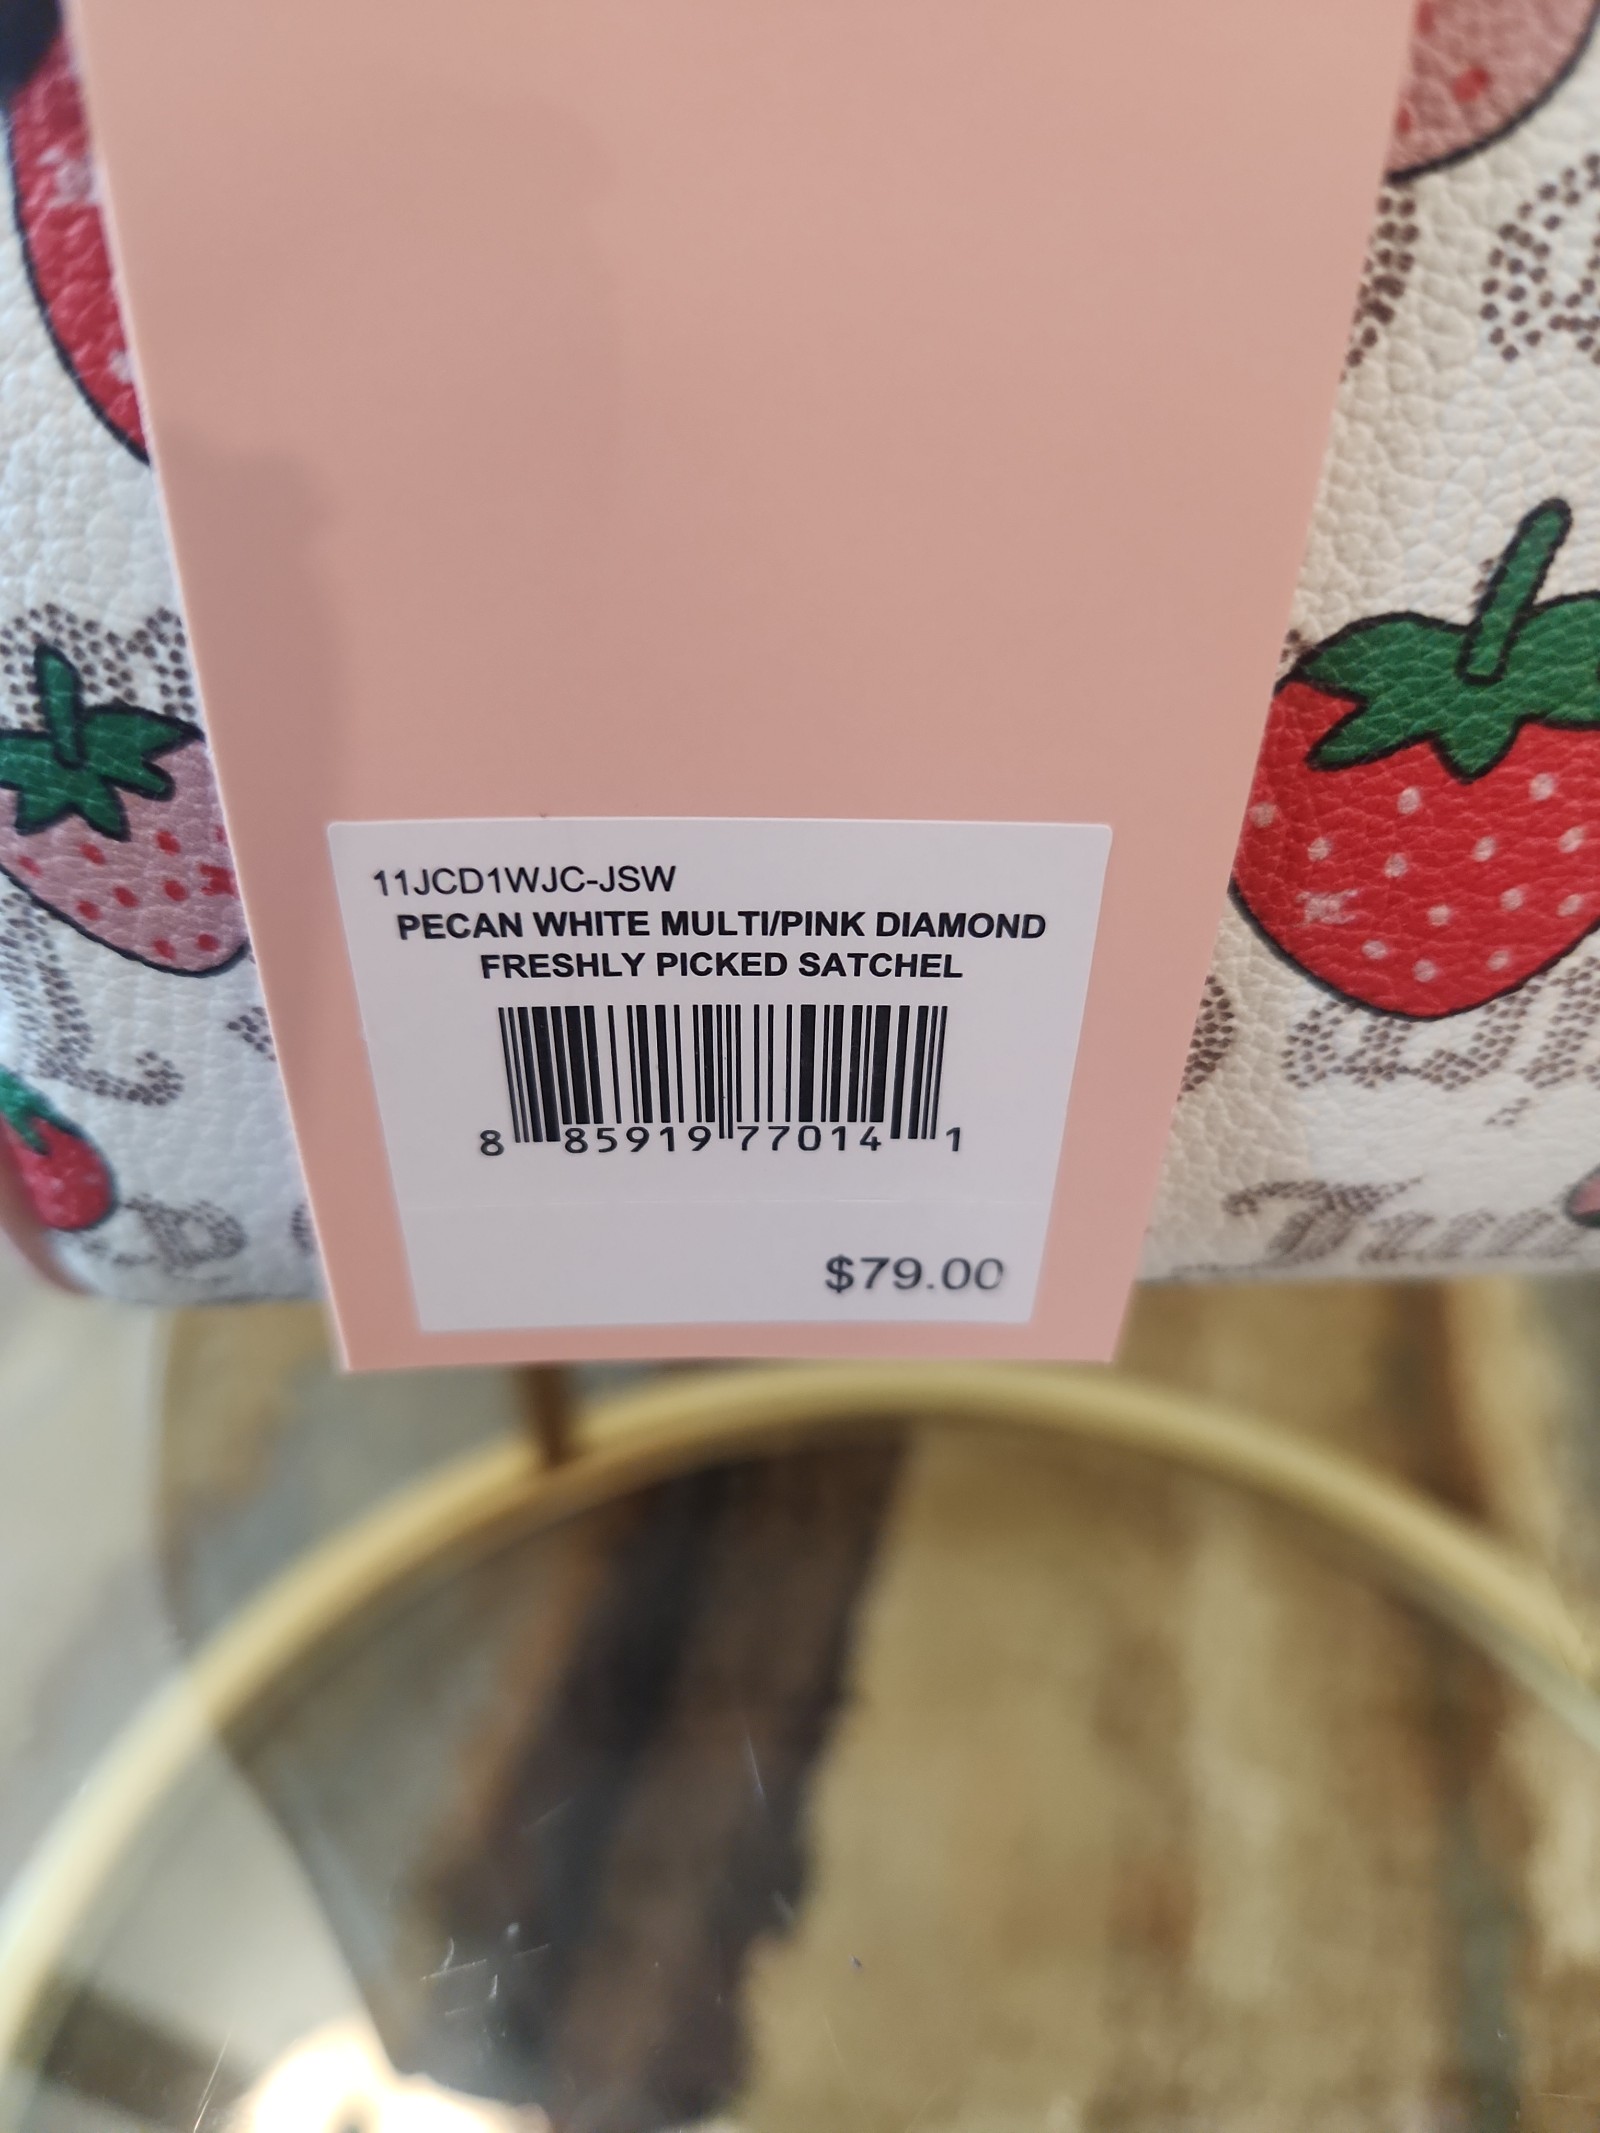 11JCD1WJC-JSW
PECAN WHITE MULTI/PINK DIAMOND
FRESHLY PICKED SATCHEL
8 85919 77014 1
$79.00